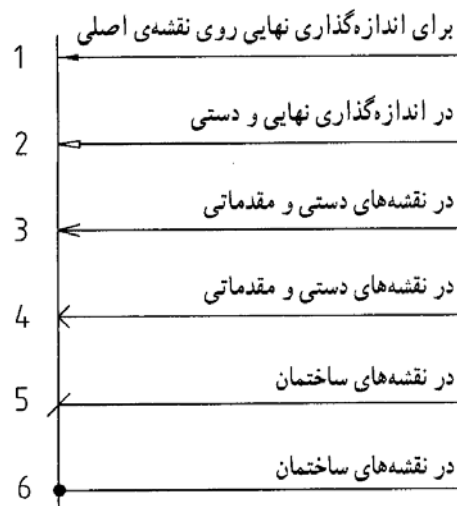 برای اندازه‌گذاری نهایی روی نقشه‌ی اصلی
1
در اندازه‌گذاری نهایی و دستی
2
در نقشه‌های دستی و مقدماتی
3
در نقشه‌های دستی و مقدماتی
4
در نقشه‌های ساختمان
5
در نقشه‌های ساختمان
6